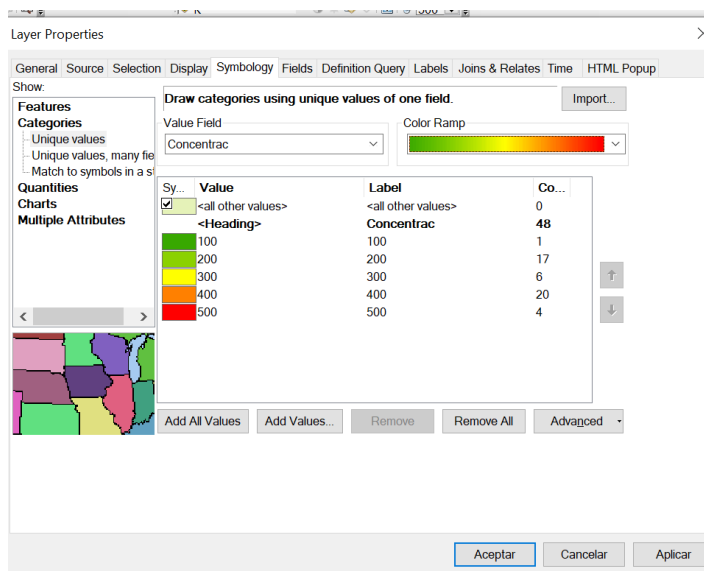 Layer Properties
General Source Selection Display Symbology Fields Definition Query Labels Joins & Relates Time HTML Popup
Show:
Features
Categories
Unique values
Unique values, many fie
Match to symbols in a st
Quantities
Charts
Multiple Attributes
Draw categories using unique values of one field.
Import...
Value Field
Concentrac
Color Ramp
Sy... Value Label Co...
<all other values> <all other values> 0
<Heading> Concentrac 48
100 100 1
200 200 17
300 300 6
400 400 20
500 500 4
Add All Values Add Values... Remove Remove All Advanced
Aceptar Cancelar Aplicar